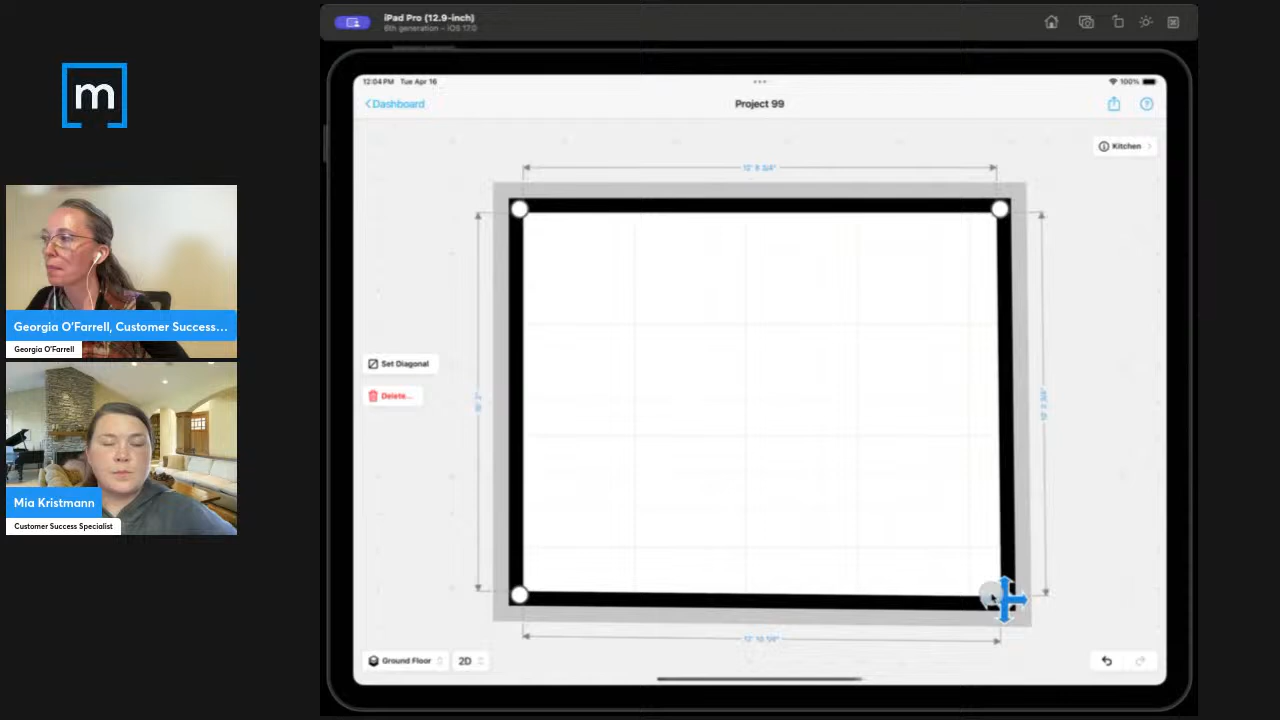 iPad Pro (12.9-inch)
6th generation – iOS 17.0
m
12:04 PM Tue Apr 16
100%
Dashboard
Project 99
Kitchen
Set Diagonal
Delete...
Ground Floor
2D
Georgia O'Farrell, Customer Success...
Georgia O'Farrell
Mia Kristmann
Customer Success Specialist